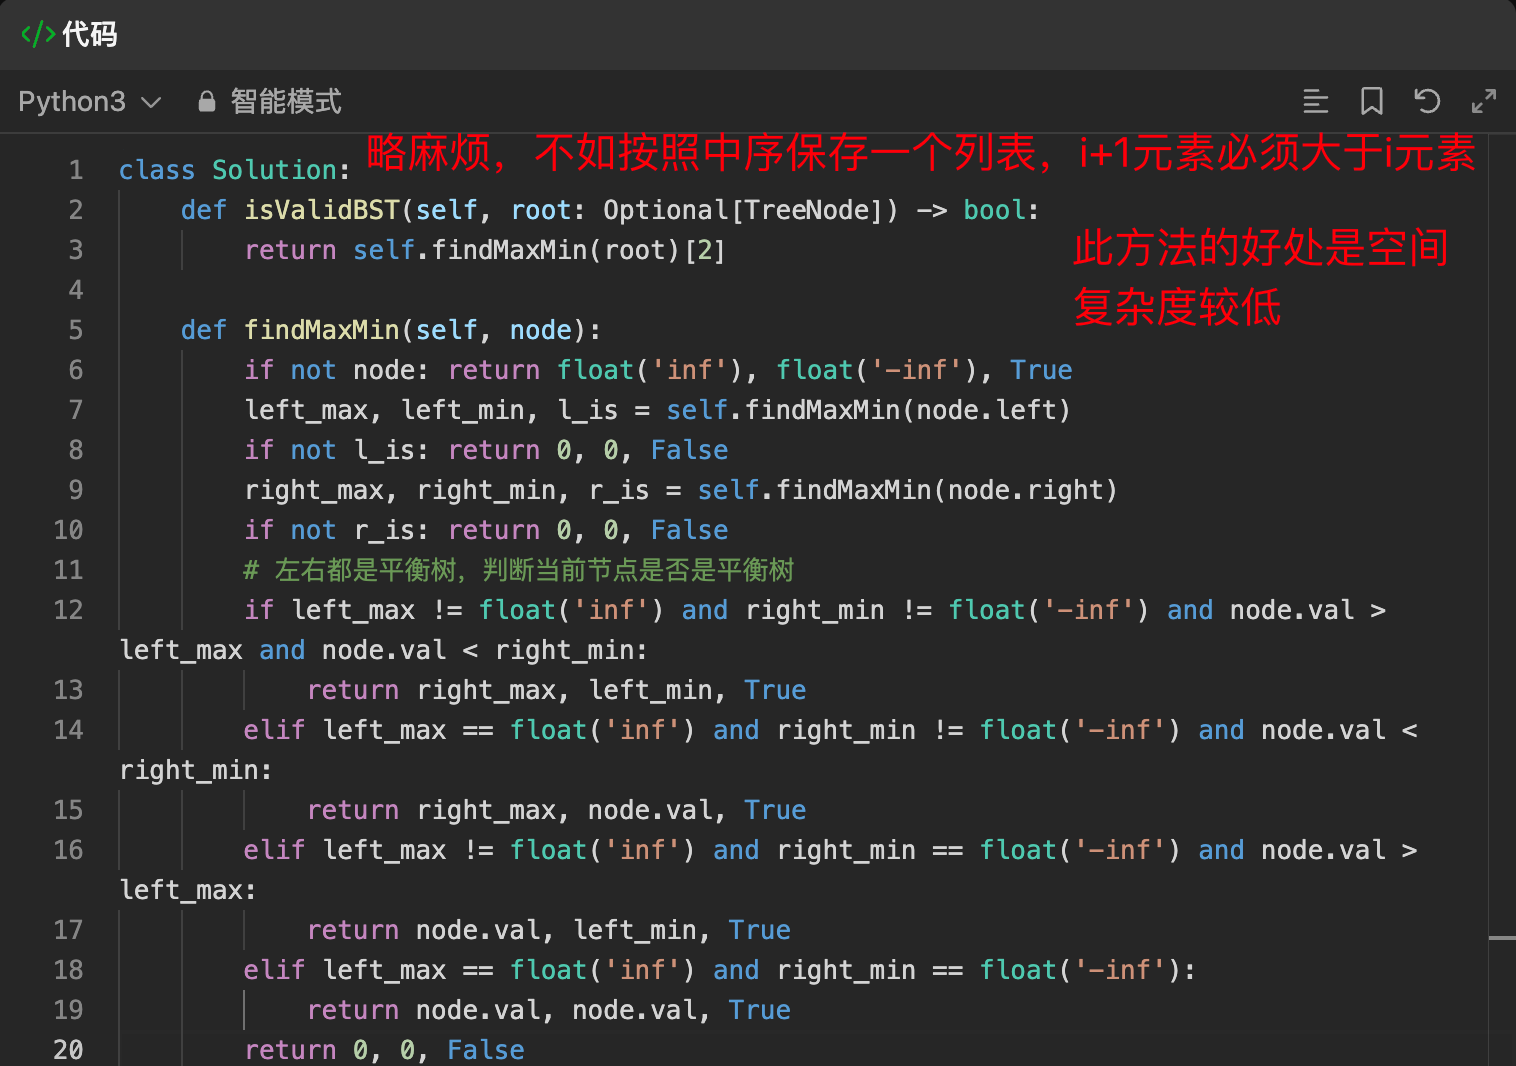 代码
Python3 智能模式
略麻烦，不如按照中序保存一个列表，i+1元素必须大于i元素
1 class Solution:
2 def isValidBST(self, root: Optional[TreeNode]) -> bool:
此方法的好处是空间
3 return self.findMaxMin(root)[2]
4
复杂度较低
5 def findMaxMin(self, node):
6 if not node: return float('inf'), float('-inf'), True
7 left_max, left_min, l_is = self.findMaxMin(node.left)
8 if not l_is: return 0, 0, False
9 right_max, right_min, r_is = self.findMaxMin(node.right)
10 if not r_is: return 0, 0, False
11 # 左右都是平衡树，判断当前节点是否是平衡树
12 if left_max != float('inf') and right_min != float('-inf') and node.val >
left_max and node.val < right_min:
13 return right_max, left_min, True
14 elif left_max == float('inf') and right_min != float('-inf') and node.val <
right_min:
15 return right_max, node.val, True
16 elif left_max != float('inf') and right_min == float('-inf') and node.val >
left_max:
17 return node.val, left_min, True
18 elif left_max == float('inf') and right_min == float('-inf'):
19 return node.val, node.val, True
20 return 0, 0, False